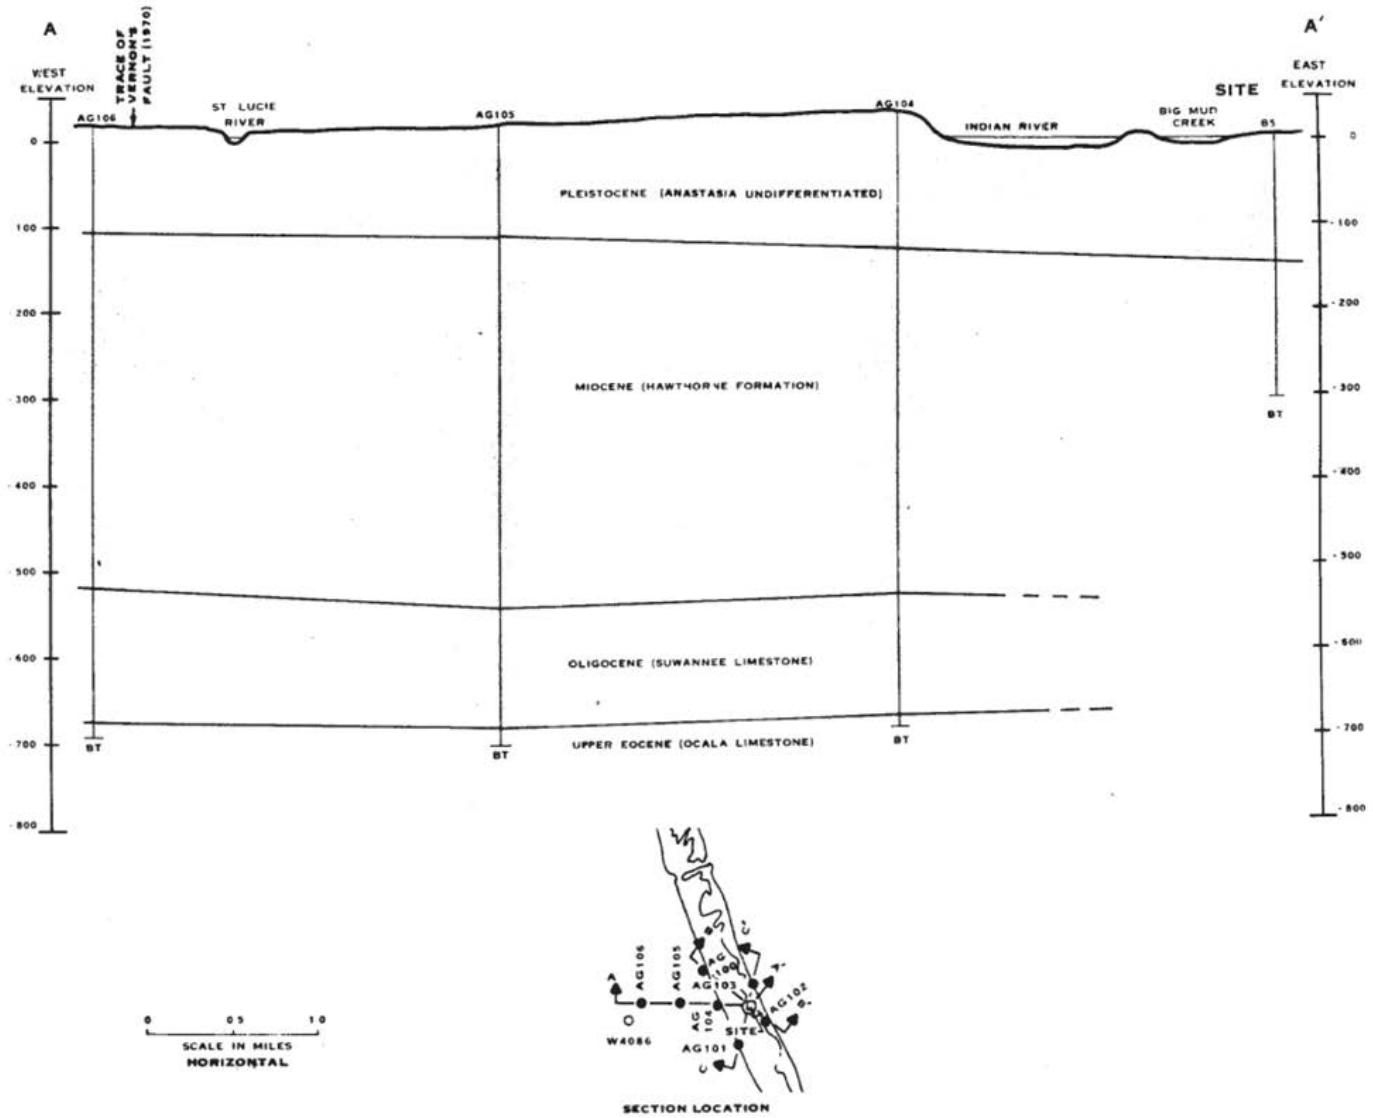 A
A'
WEST
ELEVATION
TRACE OF
VERNON'S
FAULT (1970)
EAST
ELEVATION
SITE
AG106
ST LUCIE
RIVER
AG105
AG104
INDIAN RIVER
BIG MUD
CREEK
B5
0
0
PLEISTOCENE (ANASTASIA UNDIFFERENTIATED)
100
-100
200
-200
MIOCENE (HAWTHORNE FORMATION)
300
-300
BT
400
-400
500
-500
OLIGOCENE (SUWANNEE LIMESTONE)
600
-600
UPPER EOCENE (OCALA LIMESTONE)
700
-700
BT
BT
BT
-800
-800
A
AG106
AG105
B
C'
AG
100
A'
AG103
AG102
B'
AG
104
SITE
W4086
AG101
C
0
0.5
1.0
SCALE IN MILES
HORIZONTAL
SECTION LOCATION